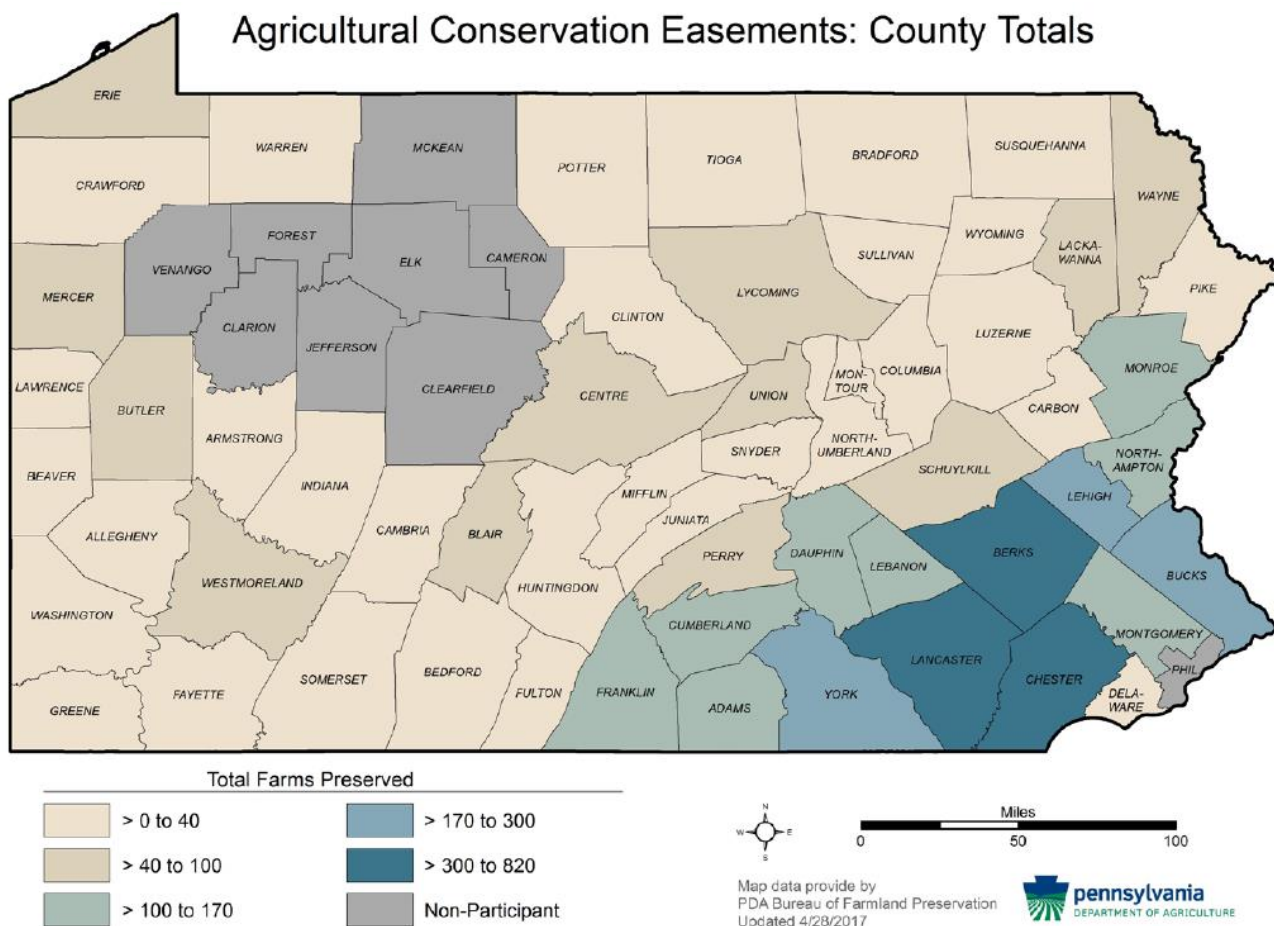 Agricultural Conservation Easements: County Totals
ERIE
WARREN
MCKEAN
POTTER
TIOGA
BRADFORD
SUSQUEHANNA
CRAWFORD
WAYNE
FOREST
ELK
CAMERON
VENANGO
SULLIVAN
WYOMING
LACKA-
WANNA
MERCER
LYCOMING
PIKE
CLARION
JEFFERSON
CLINTON
LUZERNE
CLEARFIELD
LAWRENCE
BUTLER
CENTRE
UNION
MON-
TOUR
COLUMBIA
MONROE
CARBON
ARMSTRONG
INDIANA
SNYDER
NORTH-
UMBERLAND
NORTH-
AMPTON
BEAVER
SCHUYLKILL
LEHIGH
ALLEGHENY
CAMBRIA
BLAIR
MIFFLIN
JUNIATA
WESTMORELAND
HUNTINGDON
PERRY
DAUPHIN
LEBANON
BERKS
BUCKS
WASHINGTON
CUMBERLAND
MONTGOMERY
LANCASTER
CHESTER
PHIL
GREENE
FAYETTE
SOMERSET
BEDFORD
FULTON
FRANKLIN
ADAMS
YORK
DELA-
WARE
Total Farms Preserved
> 0 to 40
> 40 to 100
> 100 to 170
> 170 to 300
> 300 to 820
Non-Participant
N
W E
S
Miles
0 50 100
Map data provide by
PDA Bureau of Farmland Preservation
Updated 4/28/2017
pennsylvania
DEPARTMENT OF AGRICULTURE